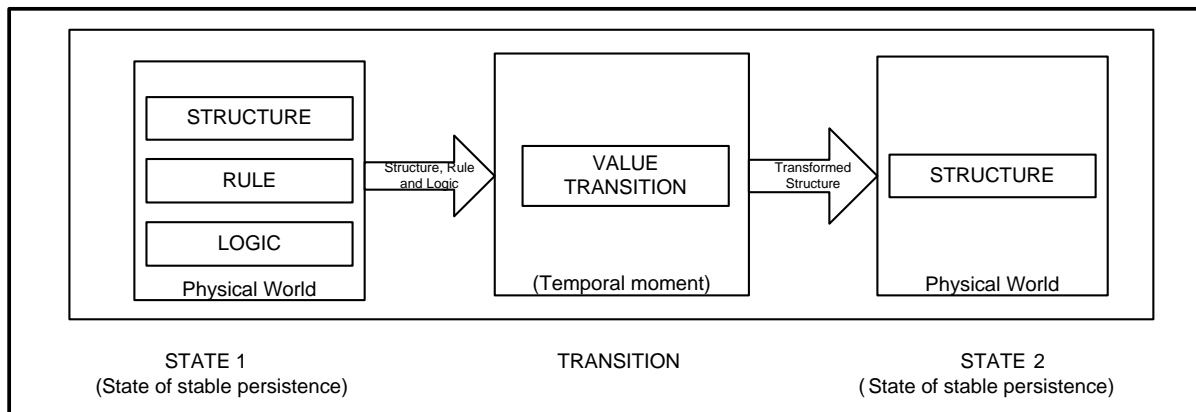 STRUCTURE
RULE
LOGIC
Physical World
Structure, Rule
and Logic
VALUE
TRANSITION
(Temporal moment)
Transformed
Structure
STRUCTURE
Physical World
STATE 1
(State of stable persistence)
TRANSITION
STATE 2
( State of stable persistence)